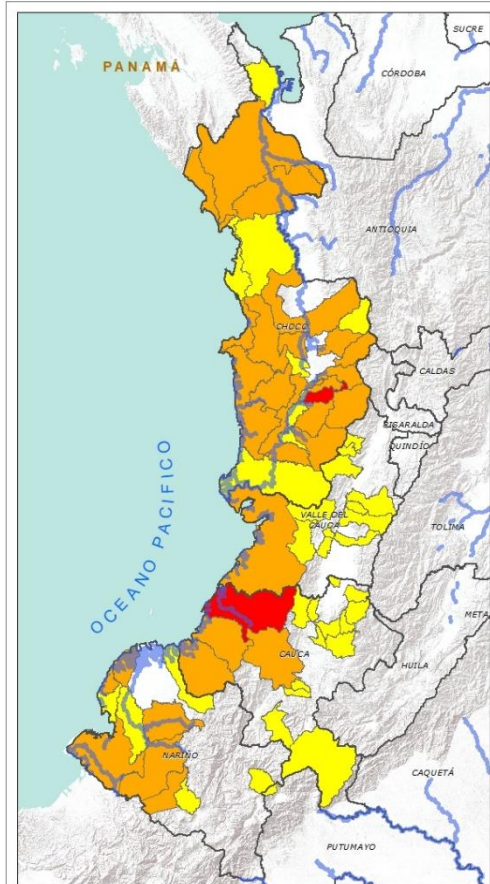 SUCRE
PANAMÁ
CÓRDOBA
ANTIOQUIA
CHOCÓ
CALDAS
RISARALDA
QUINDÍO
OCEANO PACIFICO
VALLE DEL
CAUCA
TOLIMA
META
CAUCA
HUILA
NARIÑO
CAQUETÁ
PUTUMAYO